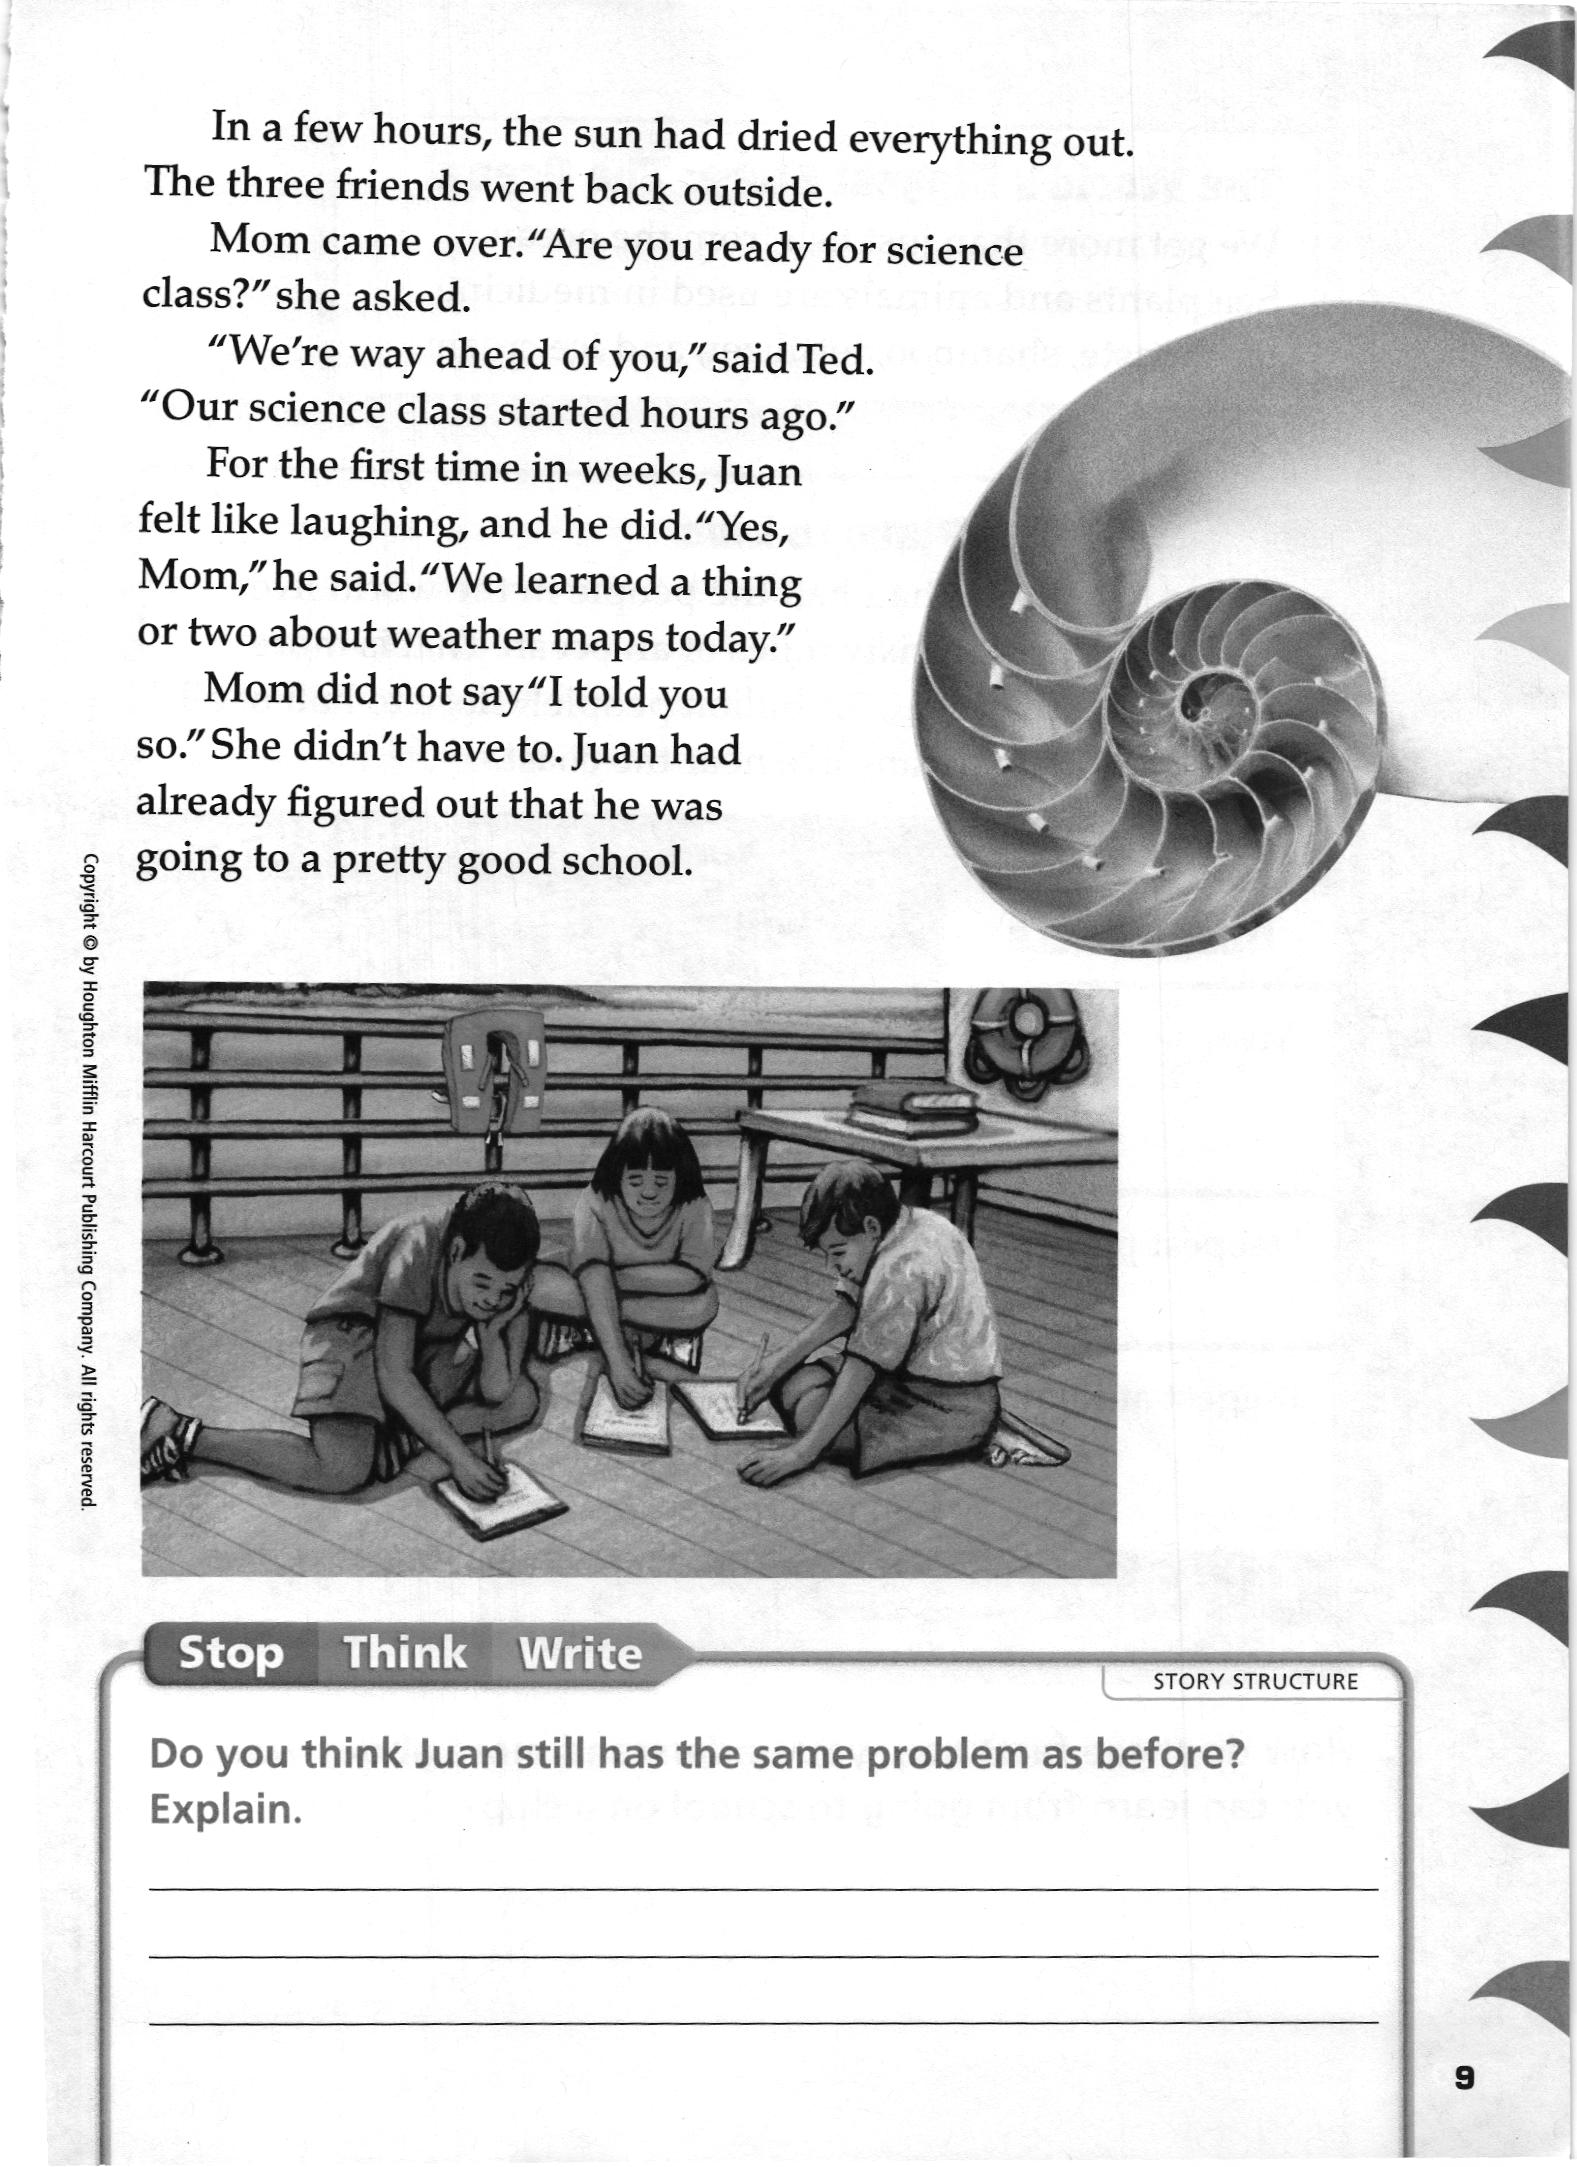 In a few hours, the sun had dried everything out.
The three friends went back outside.
Mom came over. “Are you ready for science
class?” she asked.
“We’re way ahead of you,” said Ted.
“Our science class started hours ago.”
For the first time in weeks, Juan
felt like laughing, and he did. “Yes,
Mom,” he said. “We learned a thing
or two about weather maps today.”
Mom did not say “I told you
so.” She didn’t have to. Juan had
already figured out that he was
going to a pretty good school.
Copyright © by Houghton Mifflin Harcourt Publishing Company. All rights reserved.
Stop Think Write
STORY STRUCTURE
Do you think Juan still has the same problem as before?
Explain.
9